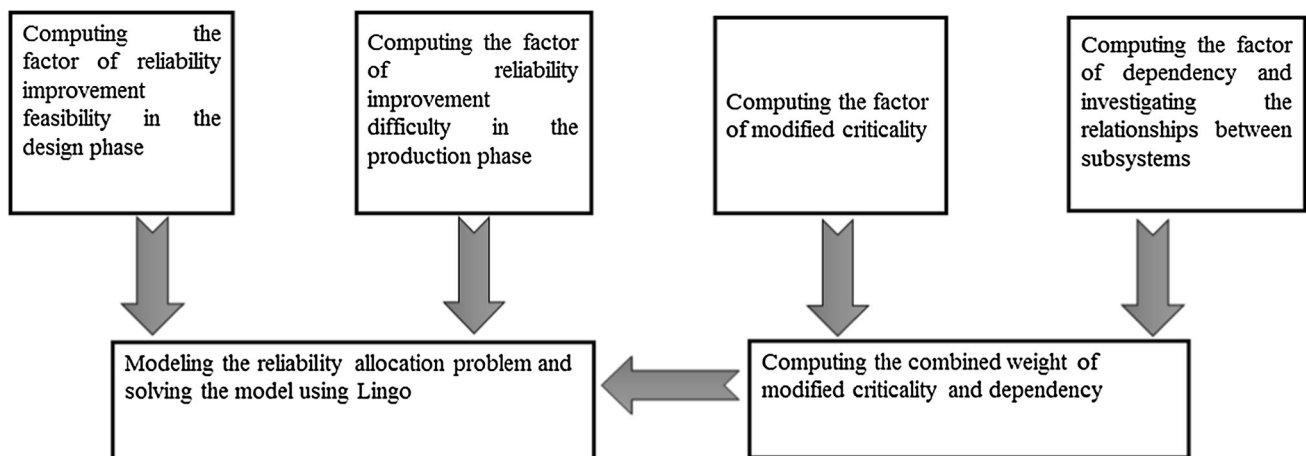 Computing the
factor of reliability
improvement
feasibility in the
design phase
Computing the factor
of reliability
improvement
difficulty in the
production phase
Computing the factor
of modified criticality
Computing the factor
of dependency and
investigating the
relationships between
subsystems
Modeling the reliability allocation problem and
solving the model using Lingo
Computing the combined weight of
modified criticality and dependency